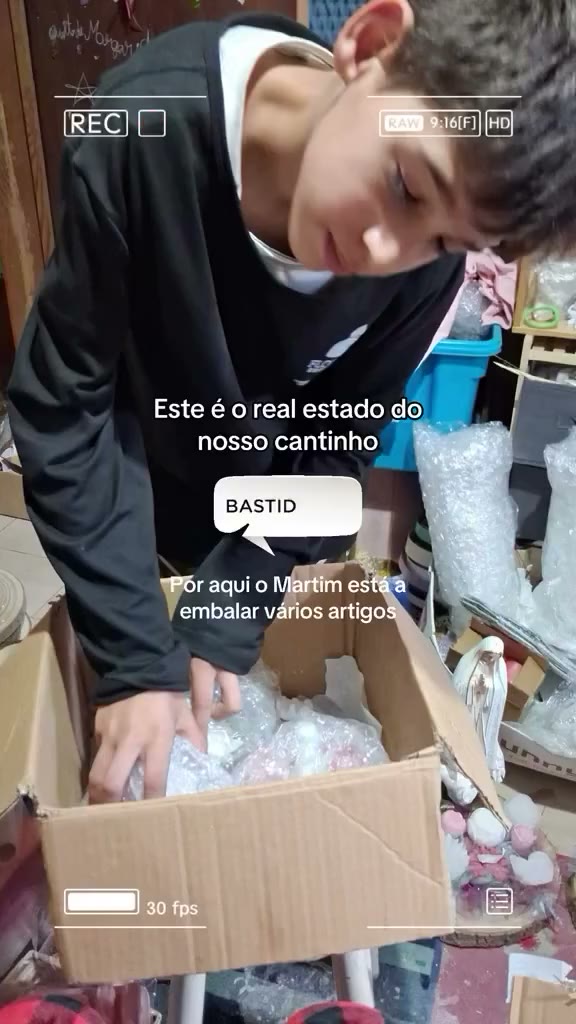 REC
RAW 9:16[F] HD
Este é o real estado do
nosso cantinho
BASTID
Por aqui o Martim está a
embalar vários artigos
30 fps